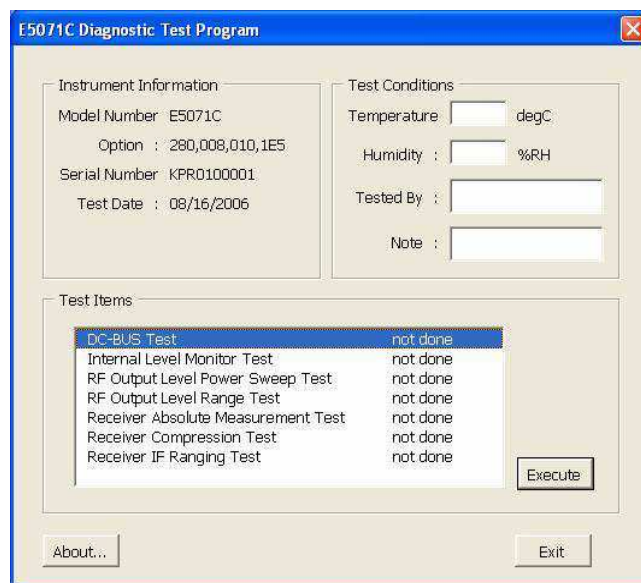 E5071C Diagnostic Test Program
Instrument Information
Model Number E5071C
Option : 280,008,010,1E5
Serial Number KPR0100001
Test Date : 08/16/2006
Test Conditions
Temperature degC
Humidity : %RH
Tested By :
Note :
Test Items
DC-BUS Test not done
Internal Level Monitor Test not done
RF Output Level Power Sweep Test not done
RF Output Level Range Test not done
Receiver Absolute Measurement Test not done
Receiver Compression Test not done
Receiver IF Ranging Test not done
Execute
About...
Exit